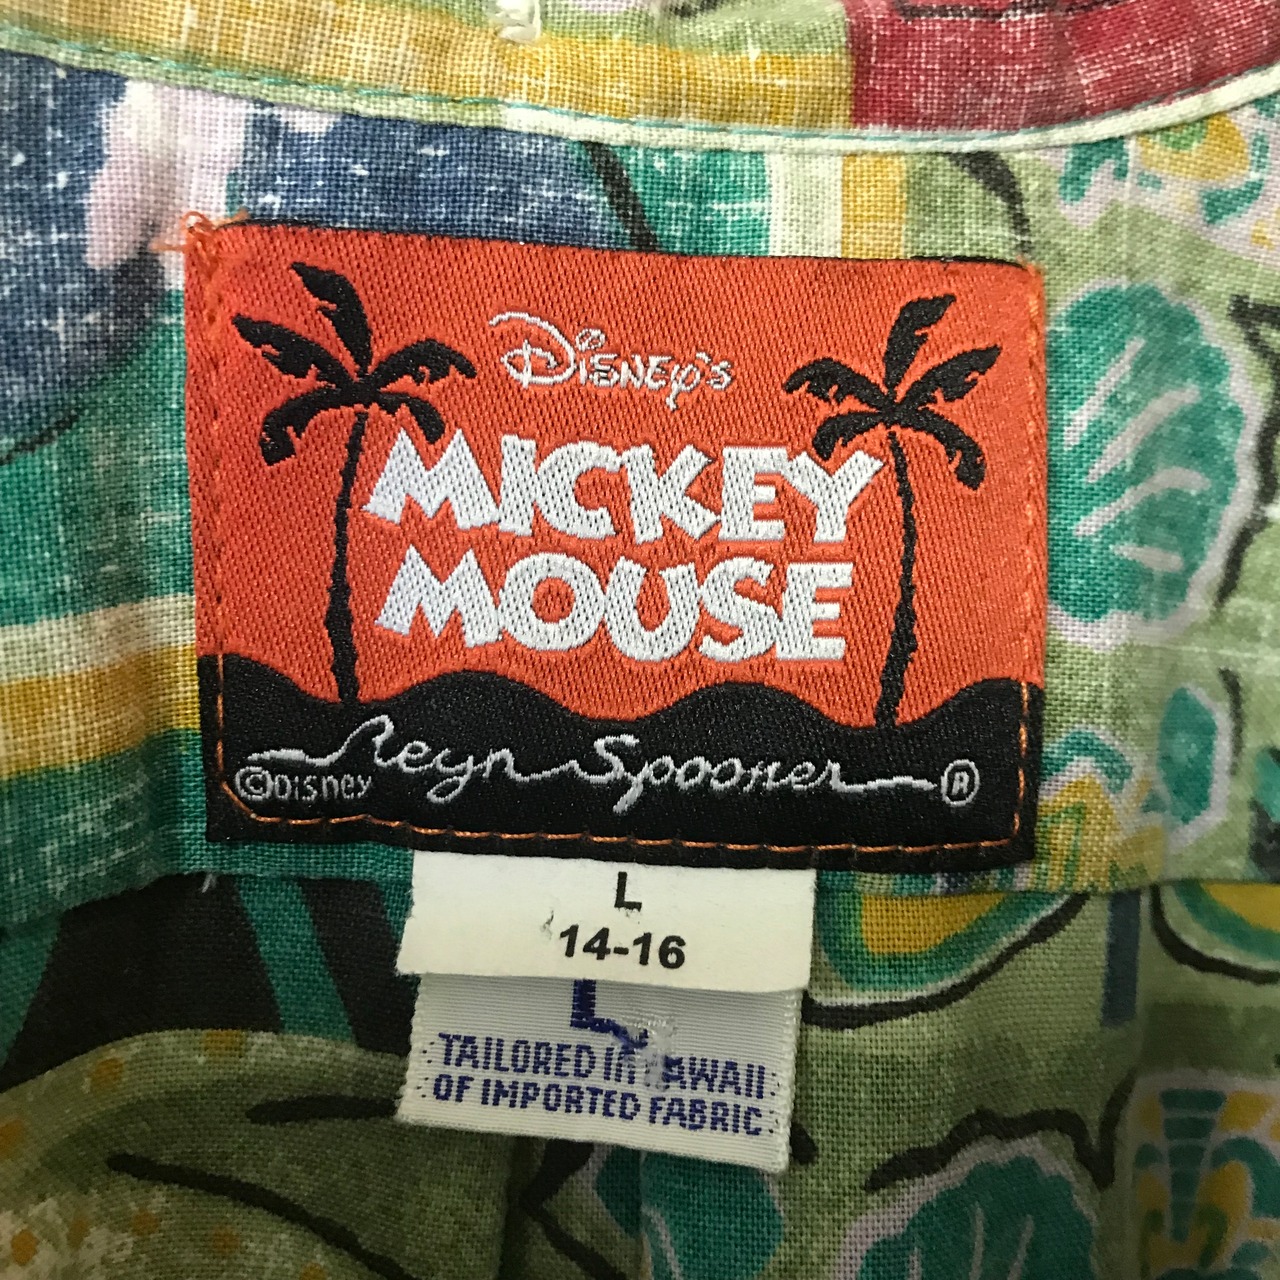 Disney's
MICKEY
MOUSE
Reyn Spooner ®
©Disney
L
14-16
L
TAILORED IN HAWAII
OF IMPORTED FABRIC